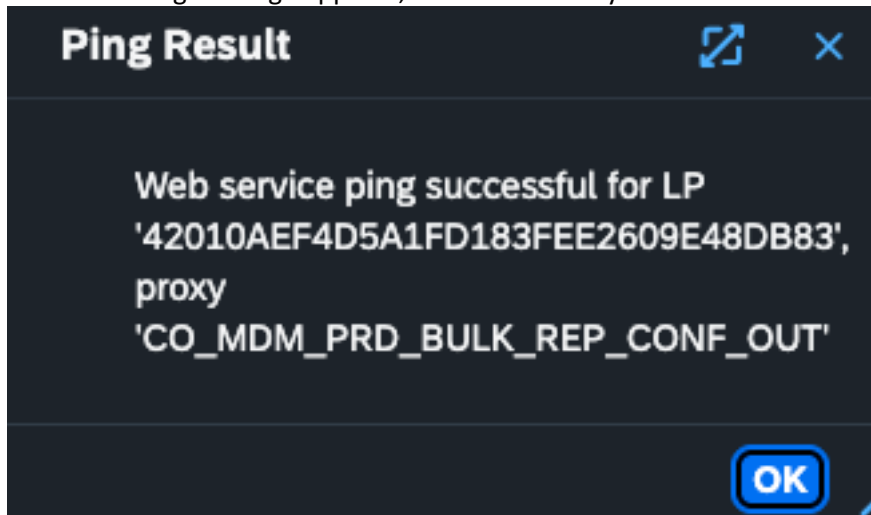 Ping Result
Web service ping successful for LP
'42010AEF4D5A1FD183FEE2609E48DB83',
proxy
'CO_MDM_PRD_BULK_REP_CONF_OUT'
OK